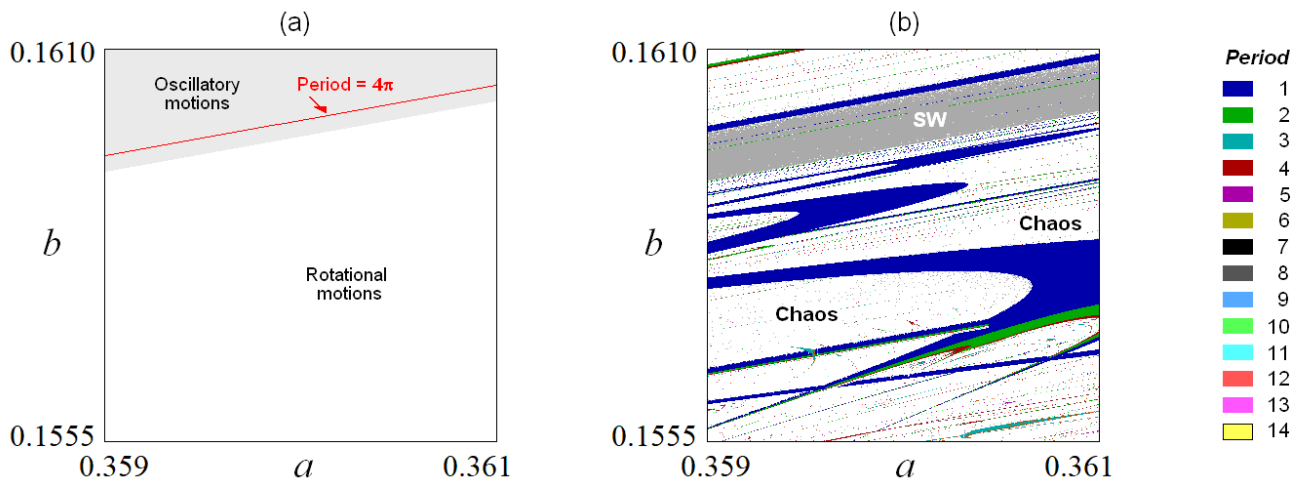 (a)
0.1610
Oscillatory
motions
Period = 4π
b
Rotational
motions
0.1555
0.359
a
0.361
(b)
0.1610
SW
b
Chaos
Chaos
0.1555
0.359
a
0.361
Period
1
2
3
4
5
6
7
8
9
10
11
12
13
14